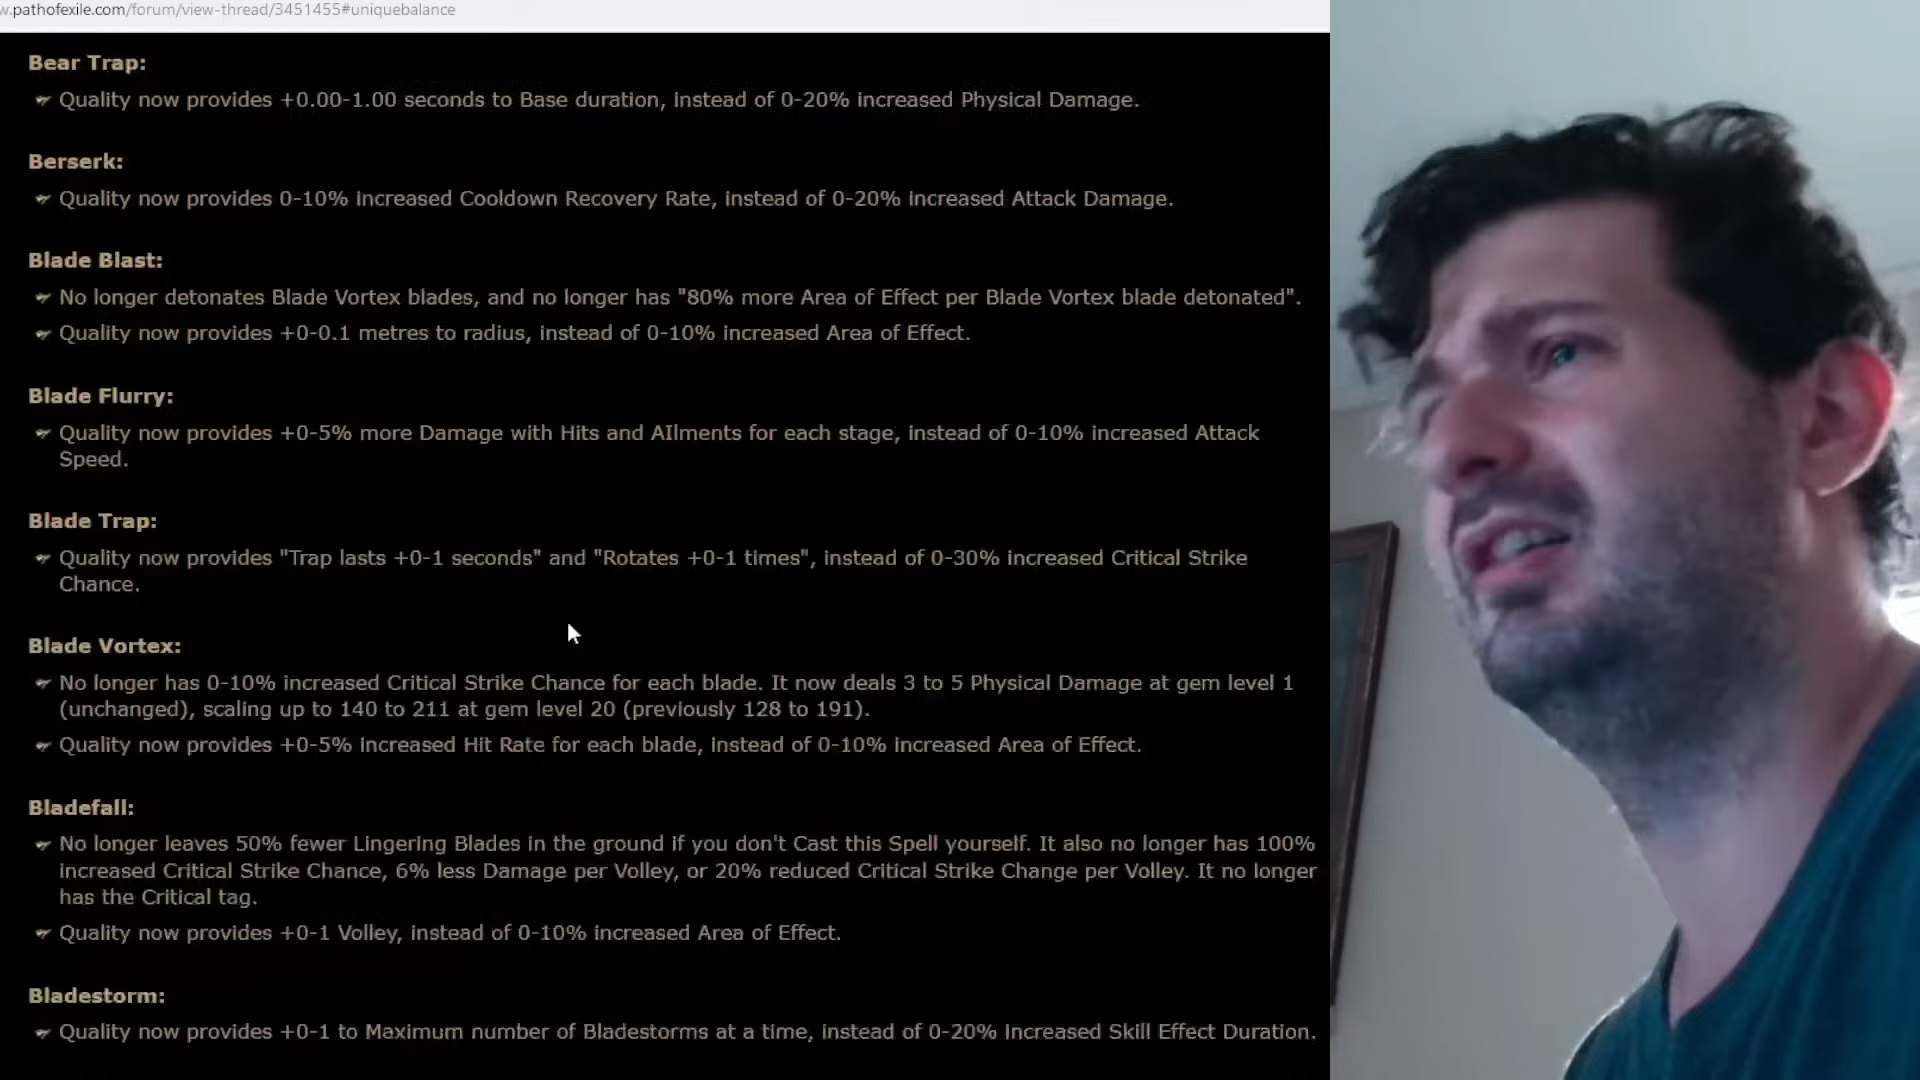 w.pathofexile.com/forum/view-thread/3451455#uniquebalance
Bear Trap:
Quality now provides +0.00-1.00 seconds to Base duration, instead of 0-20% increased Physical Damage.
Berserk:
Quality now provides 0-10% increased Cooldown Recovery Rate, instead of 0-20% increased Attack Damage.
Blade Blast:
No longer detonates Blade Vortex blades, and no longer has "80% more Area of Effect per Blade Vortex blade detonated".
Quality now provides +0-0.1 metres to radius, instead of 0-10% increased Area of Effect.
Blade Flurry:
Quality now provides +0-5% more Damage with Hits and AIlments for each stage, instead of 0-10% increased Attack
Speed.
Blade Trap:
Quality now provides "Trap lasts +0-1 seconds" and "Rotates +0-1 times", instead of 0-30% increased Critical Strike
Chance.
Blade Vortex:
No longer has 0-10% increased Critical Strike Chance for each blade. It now deals 3 to 5 Physical Damage at gem level 1
(unchanged), scaling up to 140 to 211 at gem level 20 (previously 128 to 191).
Quality now provides +0-5% increased Hit Rate for each blade, instead of 0-10% increased Area of Effect.
Bladefall:
No longer leaves 50% fewer Lingering Blades in the ground if you don't Cast this Spell yourself. It also no longer has 100%
increased Critical Strike Chance, 6% less Damage per Volley, or 20% reduced Critical Strike Change per Volley. It no longer
has the Critical tag.
Quality now provides +0-1 Volley, instead of 0-10% increased Area of Effect.
Bladestorm:
Quality now provides +0-1 to Maximum number of Bladestorms at a time, instead of 0-20% Increased Skill Effect Duration.